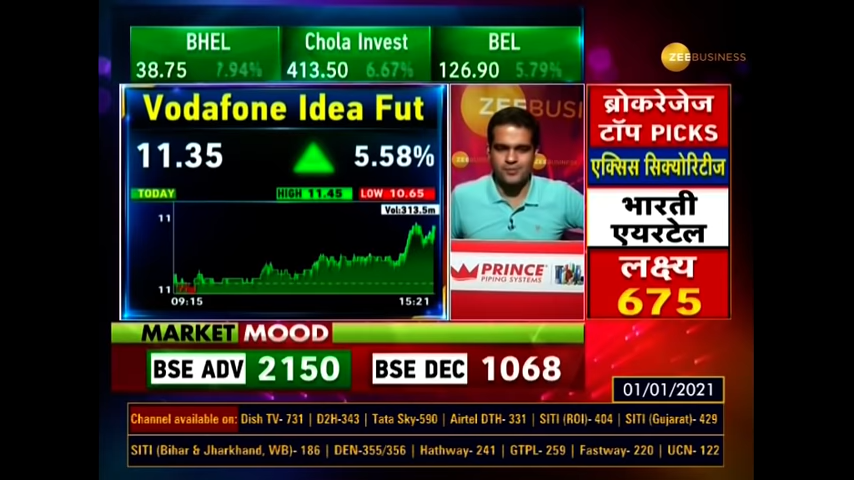 BHEL
38.75 7.94%
Chola Invest
413.50 6.67%
BEL
126.90 5.79%
ZEE BUSINESS
Vodafone Idea Fut
11.35 5.58%
TODAY HIGH 11.45 LOW 10.65
Vol:313.5m
11
11
09:15 15:21
ZEEBUSI
PRINCE
PIPING SYSTEMS
ब्रोकरेजेज
टॉप PICKS
एक्सिस सिक्योरिटीज
भारती
एयरटेल
लक्ष्य
675
MARKET MOOD
BSE ADV 2150 BSE DEC 1068
01/01/2021
Channel available on: Dish TV- 731 | D2H-343 | Tata Sky-590 | Airtel DTH- 331 | SITI (ROI)- 404 | SITI (Gujarat)- 429
SITI (Bihar & Jharkhand, WB)- 186 | DEN-355/356 | Hathway- 241 | GTPL- 259 | Fastway- 220 | UCN- 122